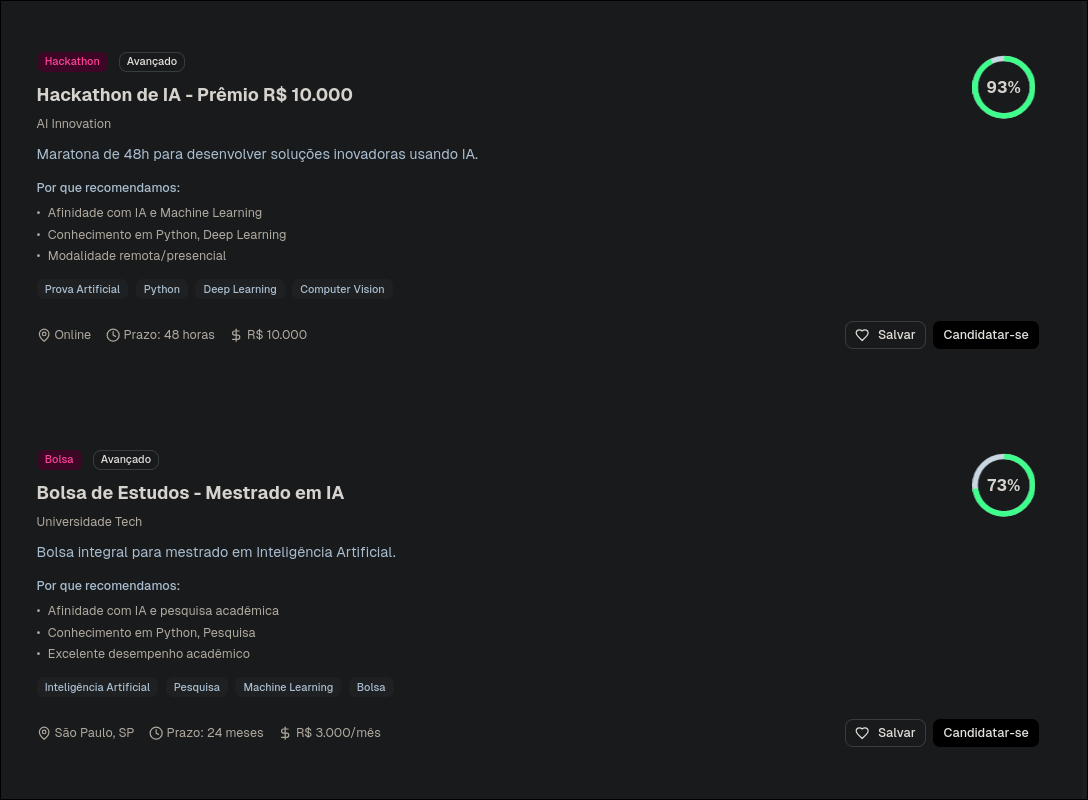 Hackathon Avançado
Hackathon de IA - Prêmio R$ 10.000
93%
AI Innovation
Maratona de 48h para desenvolver soluções inovadoras usando IA.
Por que recomendamos:
• Afinidade com IA e Machine Learning
• Conhecimento em Python, Deep Learning
• Modalidade remota/presencial
Prova Artificial Python Deep Learning Computer Vision
Online Prazo: 48 horas R$ 10.000 Salvar Candidatar-se
Bolsa Avançado
Bolsa de Estudos - Mestrado em IA
73%
Universidade Tech
Bolsa integral para mestrado em Inteligência Artificial.
Por que recomendamos:
• Afinidade com IA e pesquisa acadêmica
• Conhecimento em Python, Pesquisa
• Excelente desempenho acadêmico
Inteligência Artificial Pesquisa Machine Learning Bolsa
São Paulo, SP Prazo: 24 meses R$ 3.000/mês Salvar Candidatar-se